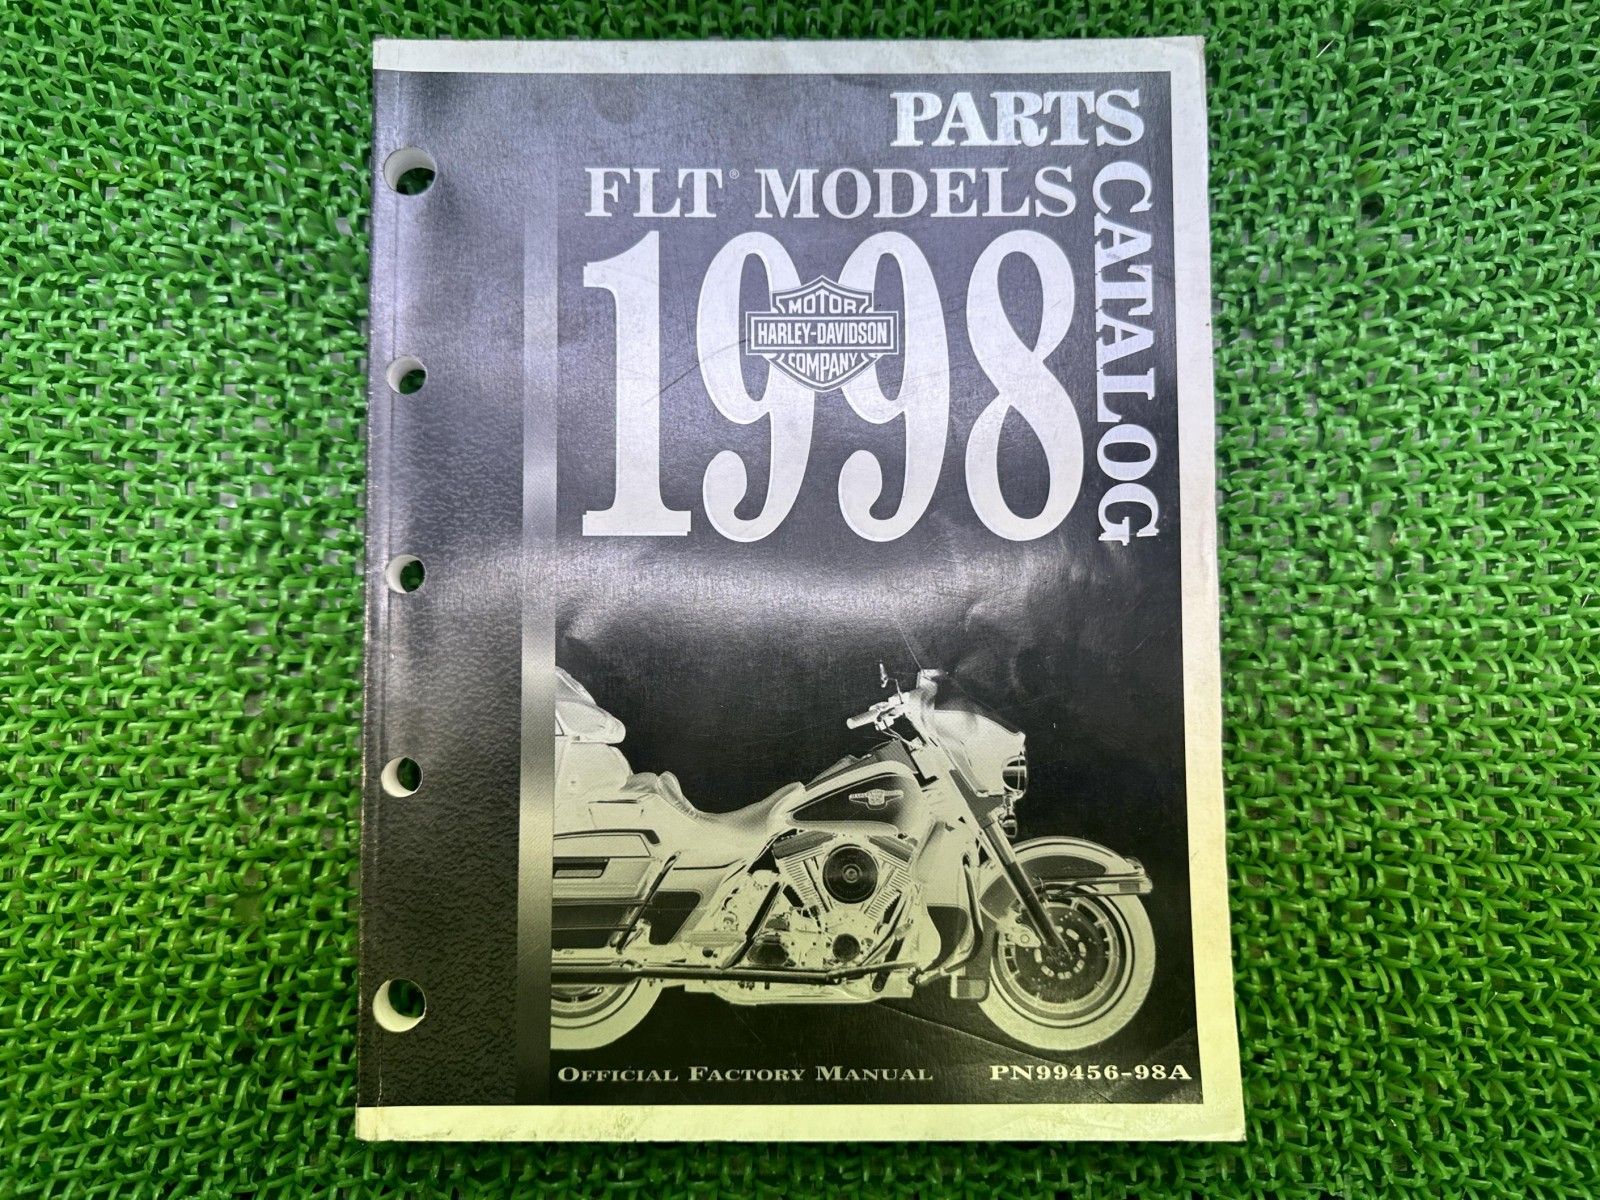 PARTS
CATALOG
FLT® MODELS
1998
MOTOR
HARLEY-DAVIDSON
COMPANY
OFFICIAL FACTORY MANUAL
PN99456-98A